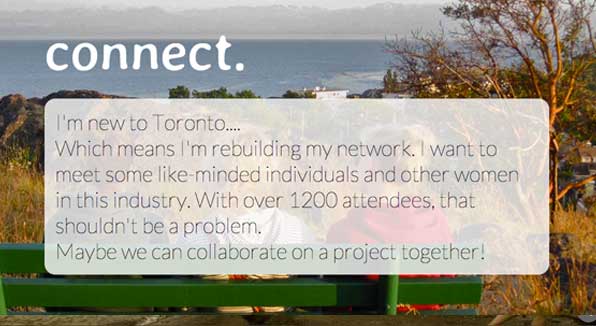 connect.
I'm new to Toronto....
Which means I'm rebuilding my network. I want to
meet some like-minded individuals and other women
in this industry. With over 1200 attendees, that
shouldn't be a problem.
Maybe we can collaborate on a project together!